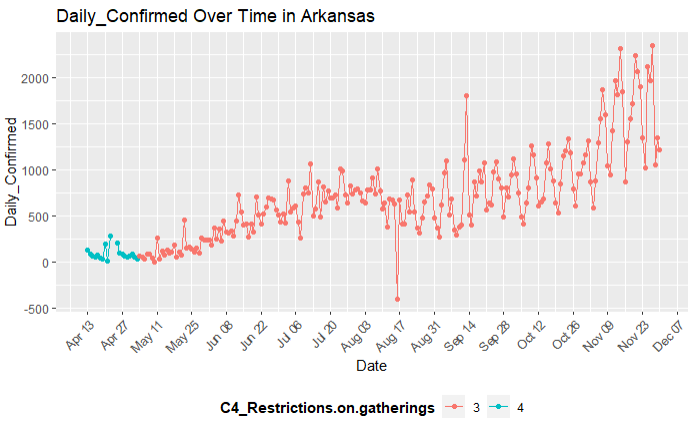 Daily_Confirmed Over Time in Arkansas
Daily_Confirmed
2000
1500
1000
500
0
-500
Apr 13
Apr 27
May 11
May 25
Jun 08
Jun 22
Jul 06
Jul 20
Aug 03
Aug 17
Aug 31
Sep 14
Sep 28
Oct 12
Oct 26
Nov 09
Nov 23
Dec 07
Date
C4_Restrictions.on.gatherings 3 4